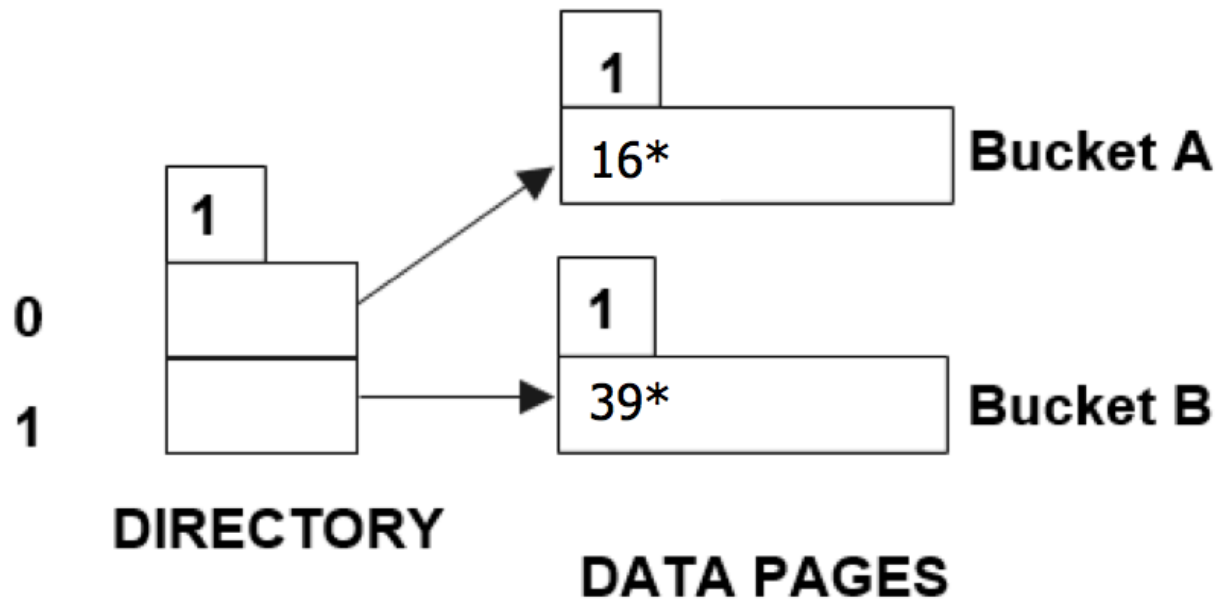 1
16*
Bucket A
1
0
1
39*
1
Bucket B
DIRECTORY
DATA PAGES